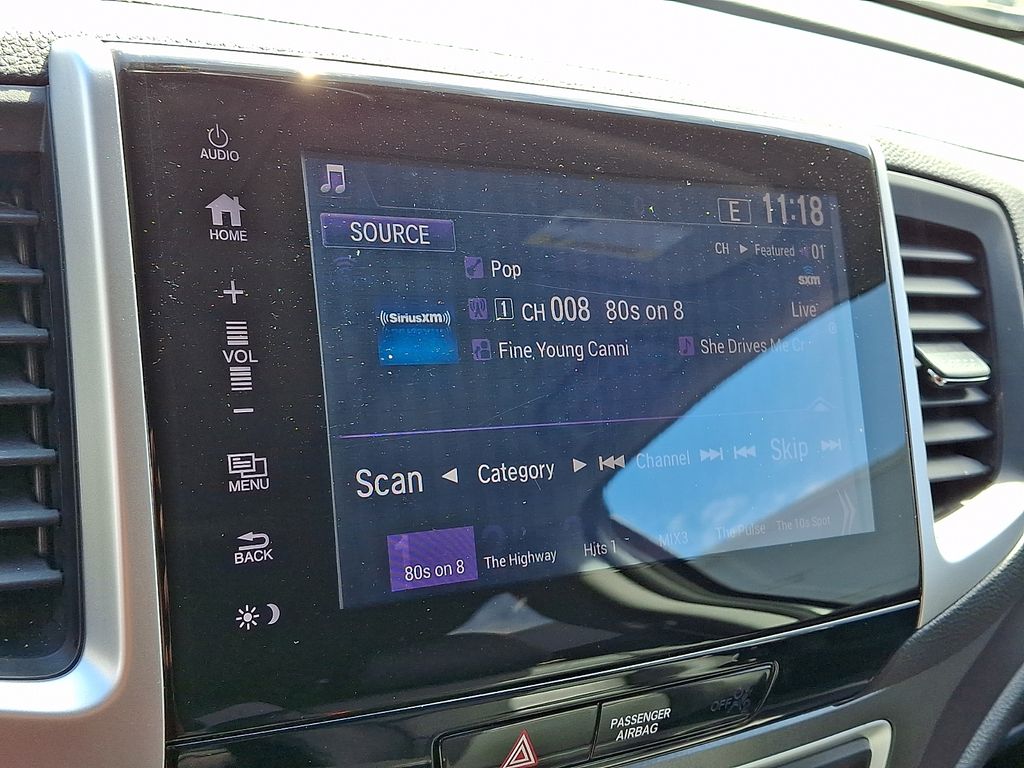 AUDIO
HOME
+
VOL
−
MENU
BACK
SOURCE
E 11:18
CH ▶ Featured 01
sxm
Pop
1 CH 008 80s on 8
Live
((SiriusXM))
Fine Young Canni
She Drives Me Cr
Scan ◀ Category ▶ ⏮ Channel ⏭ ⏮ Skip ⏭
80s on 8
The Highway
Hits 1
MIX3
The Pulse
The 10s Spot
PASSENGER
AIRBAG
OFF